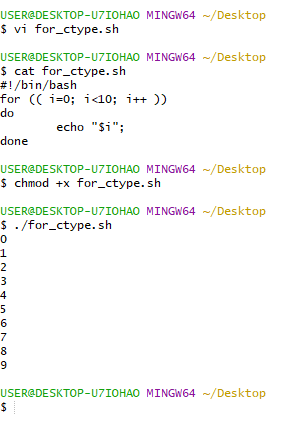 USER@DESKTOP-U7IOHAO MINGW64 ~/Desktop
$ vi for_ctype.sh
USER@DESKTOP-U7IOHAO MINGW64 ~/Desktop
$ cat for_ctype.sh
#!/bin/bash
for (( i=0; i<10; i++ ))
do
        echo "$i";
done
USER@DESKTOP-U7IOHAO MINGW64 ~/Desktop
$ chmod +x for_ctype.sh
USER@DESKTOP-U7IOHAO MINGW64 ~/Desktop
$ ./for_ctype.sh
0
1
2
3
4
5
6
7
8
9
USER@DESKTOP-U7IOHAO MINGW64 ~/Desktop
$